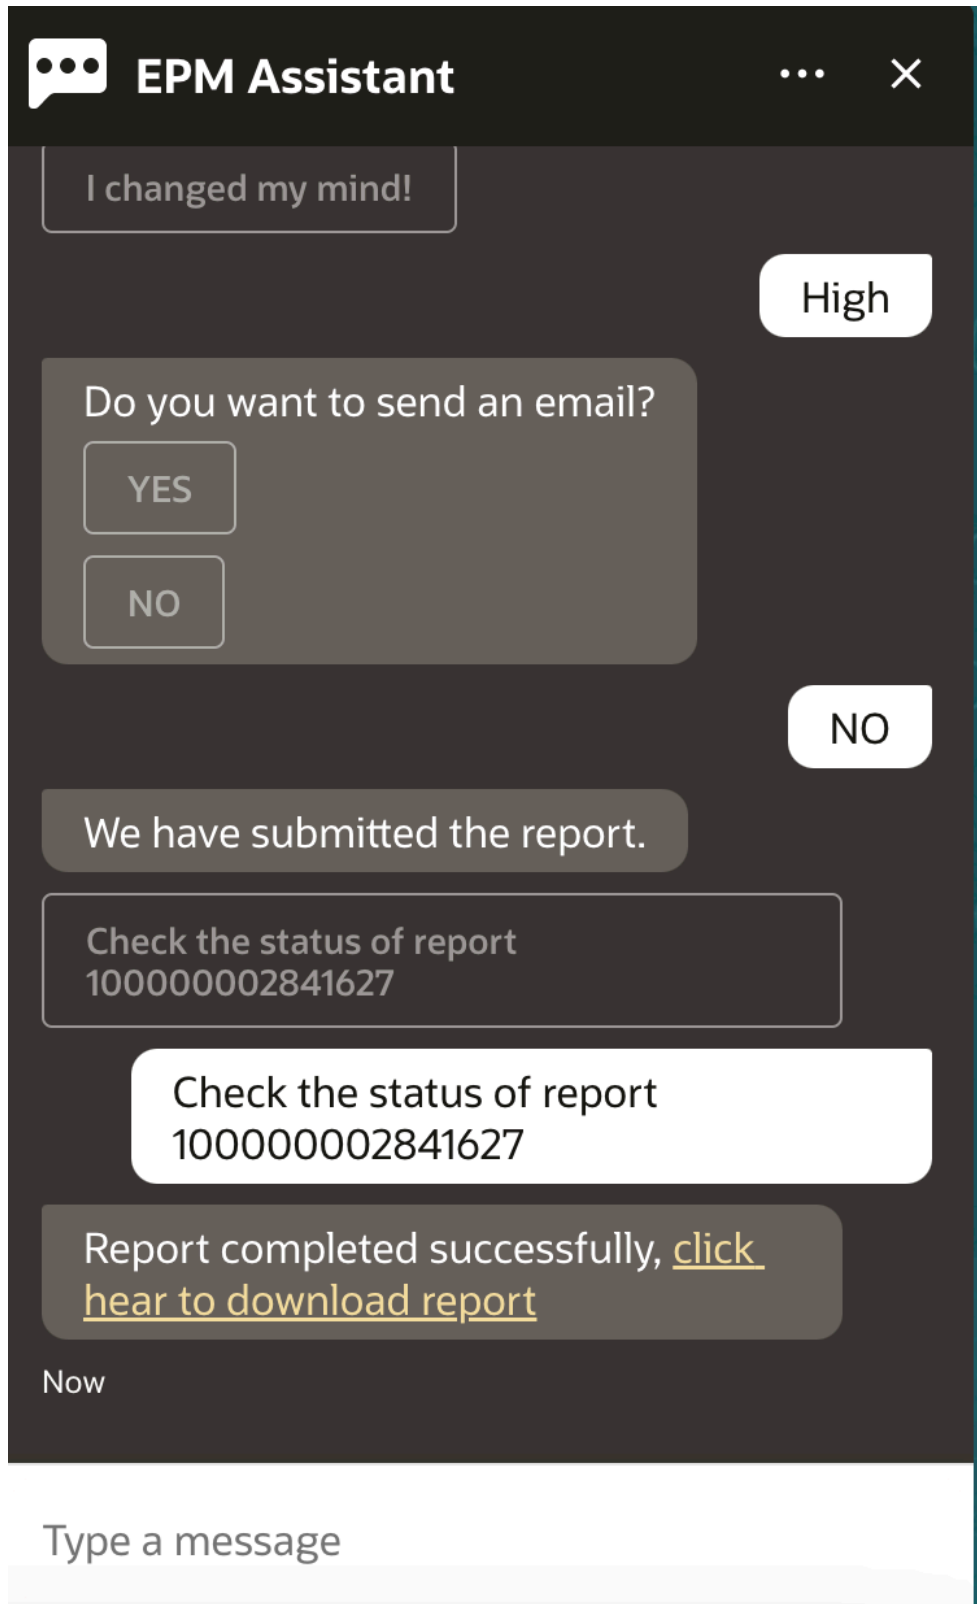 EPM Assistant
I changed my mind!
High
Do you want to send an email?
YES
NO
NO
We have submitted the report.
Check the status of report
100000002841627
Check the status of report
100000002841627
Report completed successfully, click
hear to download report
Now
Type a message